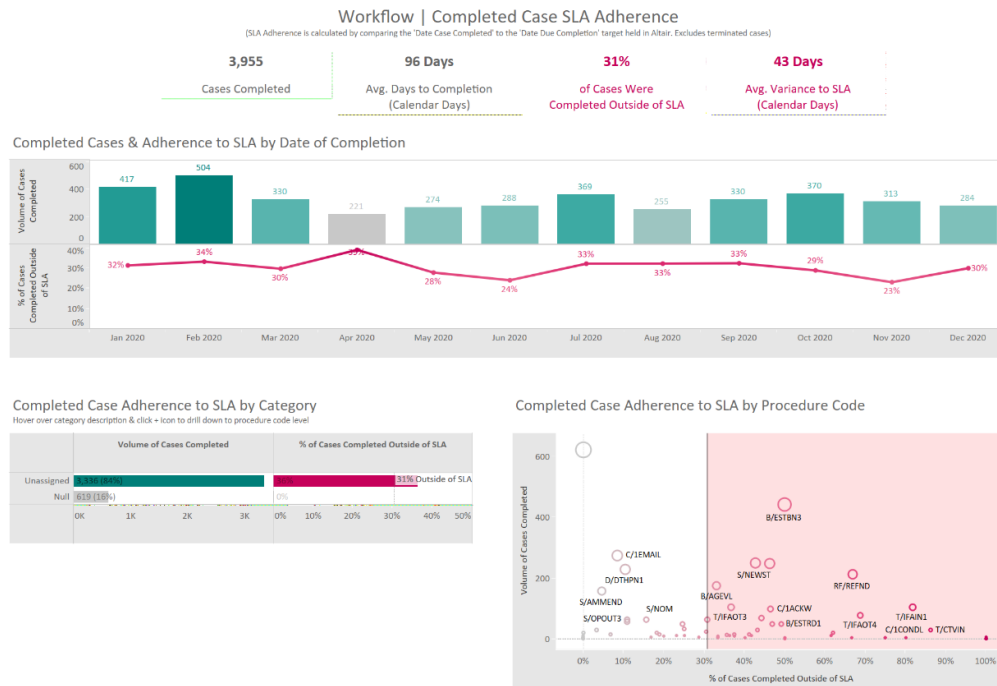 Workflow | Completed Case SLA Adherence
(SLA Adherence is calculated by comparing the 'Date Case Completed' to the 'Date Due Completion' target held in Altair. Excludes terminated cases)
3,955
96 Days
31%
43 Days
Cases Completed
Avg. Days to Completion
(Calendar Days)
of Cases Were
Completed Outside of SLA
Avg. Variance to SLA
(Calendar Days)
Completed Cases & Adherence to SLA by Date of Completion
Volume of Cases
Completed
600
400
200
0
417
504
330
221
274
288
369
255
330
370
313
284
% of Cases
Completed Outside
of SLA
40%
30%
20%
10%
0%
32%
34%
30%
39%
28%
24%
33%
33%
33%
29%
23%
30%
Jan 2020
Feb 2020
Mar 2020
Apr 2020
May 2020
Jun 2020
Jul 2020
Aug 2020
Sep 2020
Oct 2020
Nov 2020
Dec 2020
Completed Case Adherence to SLA by Category
Hover over category description & click + icon to drill down to procedure code level
Volume of Cases Completed
% of Cases Completed Outside of SLA
Unassigned
3,336 (84%)
31% Outside of SLA
Null
619 (16%)
0%
0K
1K
2K
3K
0%
10%
20%
30%
40%
50%
Completed Case Adherence to SLA by Procedure Code
Volume of Cases Completed
600
400
200
0
B/ESTBN3
C/1EMAIL
D/DTHPN1
S/NEWST
RF/REFND
S/AMMEND
B/AGEVL
S/OPOUT3
S/NOM
T/IFAOT3
C/1ACKW
B/ESTRD1
T/IFAOT4
T/IFAIN1
C/1CONDL
T/CTVIN
0%
10%
20%
30%
40%
50%
60%
70%
80%
90%
100%
% of Cases Completed Outside of SLA